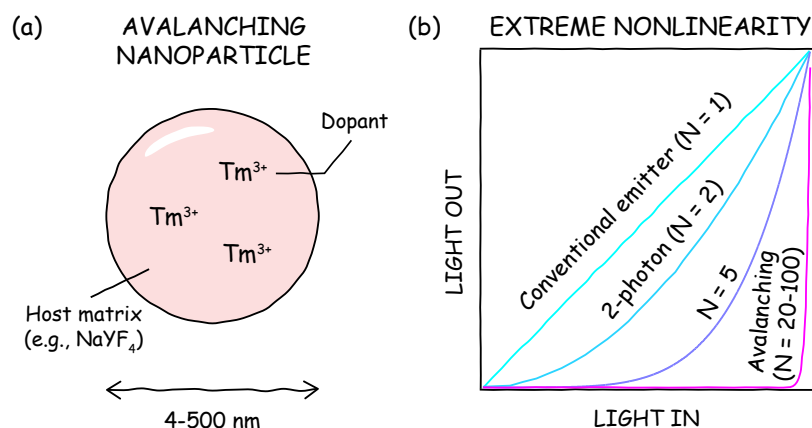 (a)
AVALANCHING
NANOPARTICLE
Dopant
Tm³⁺
Tm³⁺
Tm³⁺
Host matrix
(e.g., NaYF₄)
4-500 nm
(b)
EXTREME NONLINEARITY
LIGHT OUT
Conventional emitter (N = 1)
2-photon (N = 2)
N = 5
Avalanching
(N = 20-100)
LIGHT IN